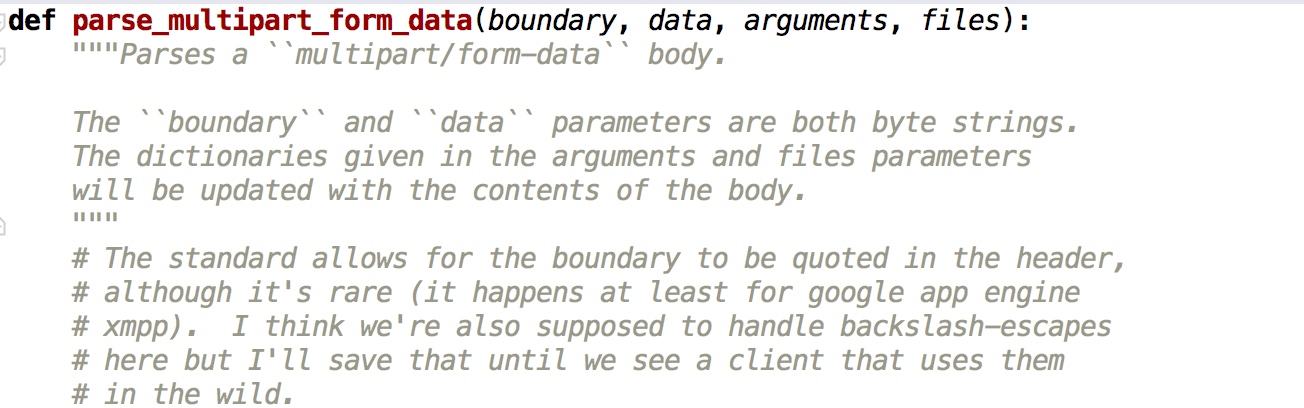 def parse_multipart_form_data(boundary, data, arguments, files):
"""Parses a ``multipart/form-data`` body.
The ``boundary`` and ``data`` parameters are both byte strings.
The dictionaries given in the arguments and files parameters
will be updated with the contents of the body.
"""
# The standard allows for the boundary to be quoted in the header,
# although it's rare (it happens at least for google app engine
# xmpp).  I think we're also supposed to handle backslash-escapes
# here but I'll save that until we see a client that uses them
# in the wild.